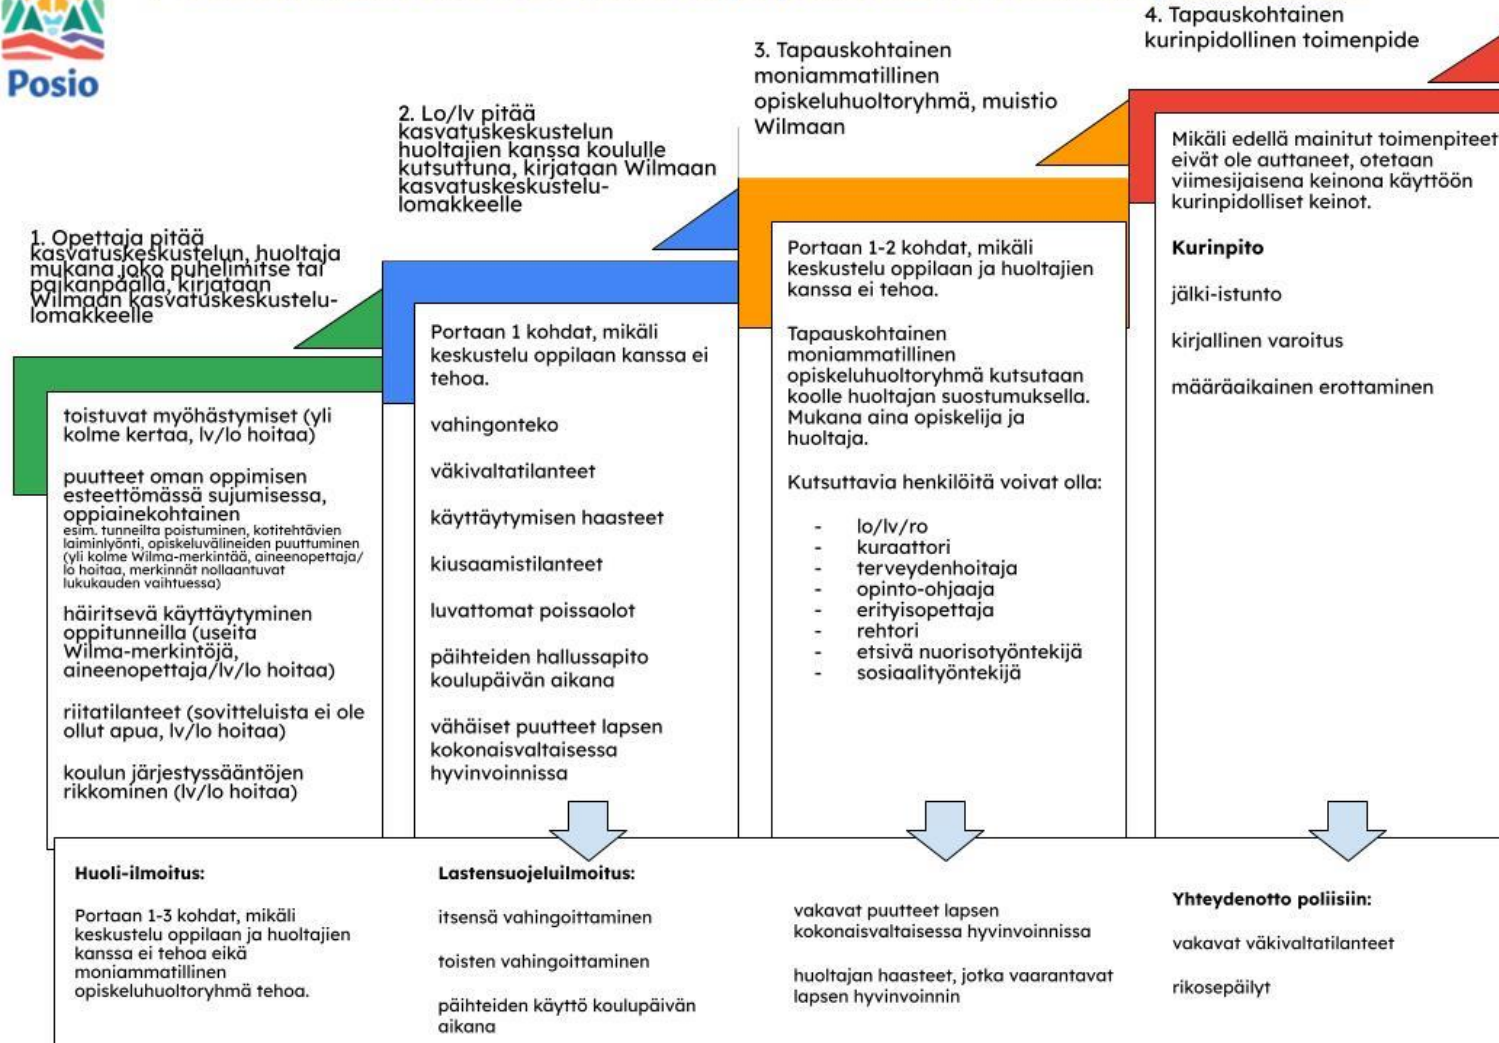 Posio
1. Opettaja pitää
kasvatuskeskustelun, huoltaja
mukana joko puhelimitse tai
paikanpäällä, kirjataan
Wilmaan kasvatuskeskustelu-
lomakkeelle
toistuvat myöhästymiset (yli
kolme kertaa, lv/lo hoitaa)
puutteet oman oppimisen
esteettömässä sujumisessa,
oppiainekohtainen
esim. tunneilta poistuminen, kotitehtävien
laiminlyönti, opiskeluvälineiden puuttuminen
(yli kolme Wilma-merkintää, aineenopettaja/
lo hoitaa, merkinnät nollaantuvat
lukukauden vaihtuessa)
häiritsevä käyttäytyminen
oppitunneilla (useita
Wilma-merkintöjä,
aineenopettaja/lv/lo hoitaa)
riitatilanteet (sovitteluista ei ole
ollut apua, lv/lo hoitaa)
koulun järjestyssääntöjen
rikkominen (lv/lo hoitaa)
2. Lo/lv pitää
kasvatuskeskustelun
huoltajien kanssa koululle
kutsuttuna, kirjataan Wilmaan
kasvatuskeskustelu-
lomakkeelle
Portaan 1 kohdat, mikäli
keskustelu oppilaan kanssa ei
tehoa.
vahingonteko
väkivaltatilanteet
käyttäytymisen haasteet
kiusaamistilanteet
luvattomat poissaolot
päihteiden hallussapito
koulupäivän aikana
vähäiset puutteet lapsen
kokonaisvaltaisessa
hyvinvoinnissa
3. Tapauskohtainen
moniammatillinen
opiskeluhuoltoryhmä, muistio
Wilmaan
Portaan 1-2 kohdat, mikäli
keskustelu oppilaan ja huoltajien
kanssa ei tehoa.
Tapauskohtainen
moniammatillinen
opiskeluhuoltoryhmä kutsutaan
koolle huoltajan suostumuksella.
Mukana aina opiskelija ja
huoltaja.
Kutsuttavia henkilöitä voivat olla:
- lo/lv/ro
- kuraattori
- terveydenhoitaja
- opinto-ohjaaja
- erityisopettaja
- rehtori
- etsivä nuorisotyöntekijä
- sosiaalityöntekijä
4. Tapauskohtainen
kurinpidollinen toimenpide
Mikäli edellä mainitut toimenpiteet
eivät ole auttaneet, otetaan
viimesijaisena keinona käyttöön
kurinpidolliset keinot.
Kurinpito
jälki-istunto
kirjallinen varoitus
määräaikainen erottaminen
Huoli-ilmoitus:
Portaan 1-3 kohdat, mikäli
keskustelu oppilaan ja huoltajien
kanssa ei tehoa eikä
moniammatillinen
opiskeluhuoltoryhmä tehoa.
Lastensuojeluilmoitus:
itsensä vahingoittaminen
toisten vahingoittaminen
päihteiden käyttö koulupäivän
aikana
vakavat puutteet lapsen
kokonaisvaltaisessa hyvinvoinnissa
huoltajan haasteet, jotka vaarantavat
lapsen hyvinvoinnin
Yhteydenotto poliisiin:
vakavat väkivaltatilanteet
rikosepäilyt